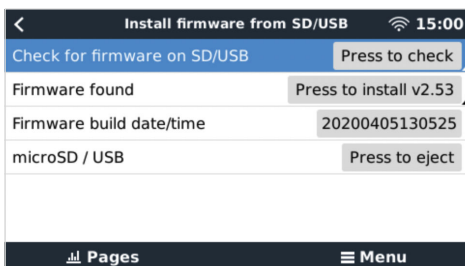 Install firmware from SD/USB 15:00
Check for firmware on SD/USB Press to check
Firmware found Press to install v2.53
Firmware build date/time 20200405130525
microSD / USB Press to eject
Pages Menu